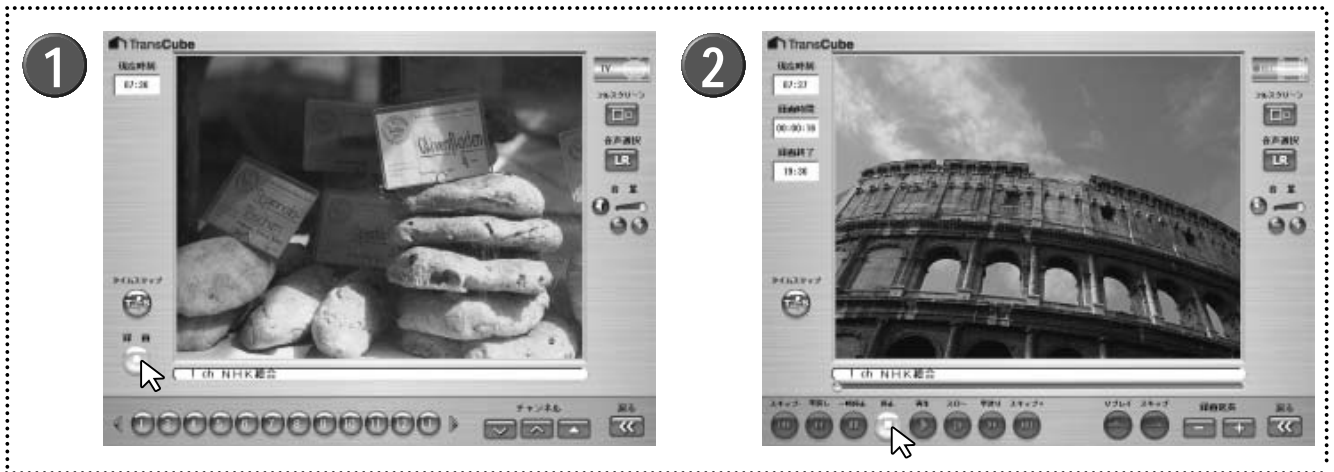 1
TransCube
現在時刻
07:36
TV
フルスクリーン
音声選択
LR
音量
タイムスリップ
録画
1 ch NHK総合
チャンネル
戻る
2
TransCube
現在時刻
07:37
録画時間
00:00:10
録画終了
19:36
フルスクリーン
音声選択
LR
音量
タイムスリップ
1 ch NHK総合
スキップ- 早戻し 一時停止 停止 再生 スロー 早送り スキップ+ リプレイ スキップ 録画延長 戻る